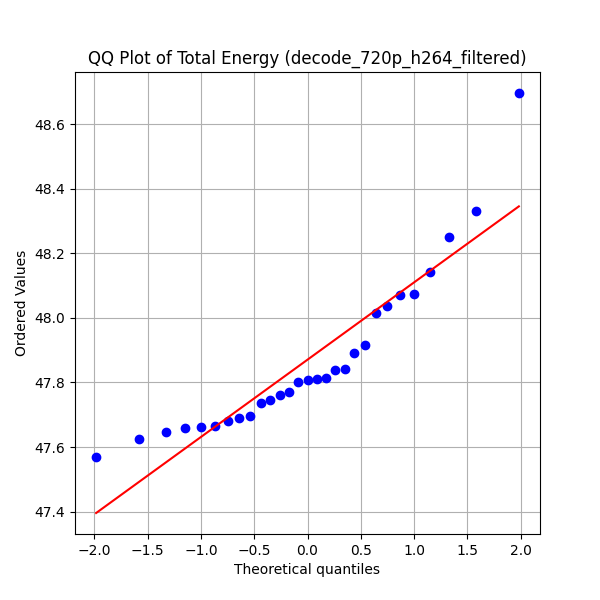 QQ Plot of Total Energy (decode_720p_h264_filtered)
48.6
48.4
48.2
48.0
47.8
47.6
47.4
Ordered Values
−2.0 −1.5 −1.0 −0.5 0.0 0.5 1.0 1.5 2.0
Theoretical quantiles